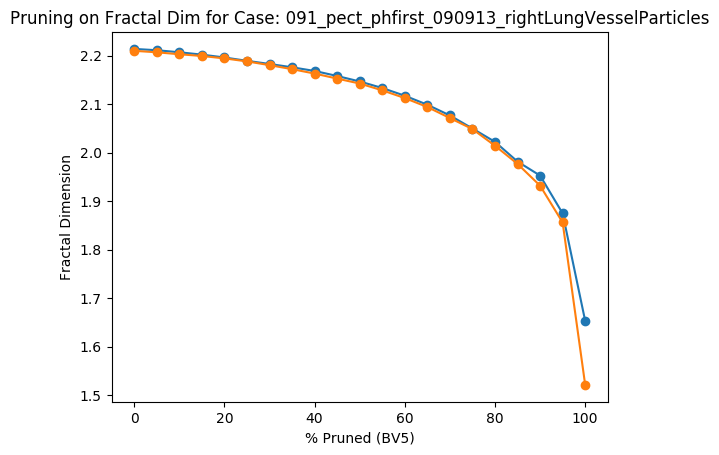 Pruning on Fractal Dim for Case: 091_pect_phfirst_090913_rightLungVesselParticles
2.2
2.1
2.0
1.9
1.8
1.7
1.6
1.5
Fractal Dimension
0 20 40 60 80 100
% Pruned (BV5)